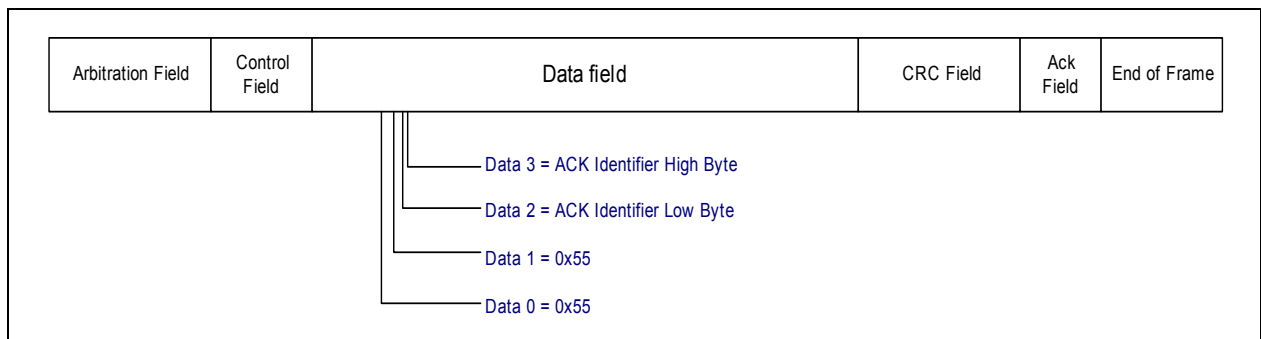 Arbitration Field
Control
Field
Data field
CRC Field
Ack
Field
End of Frame
Data 3 = ACK Identifier High Byte
Data 2 = ACK Identifier Low Byte
Data 1 = 0x55
Data 0 = 0x55